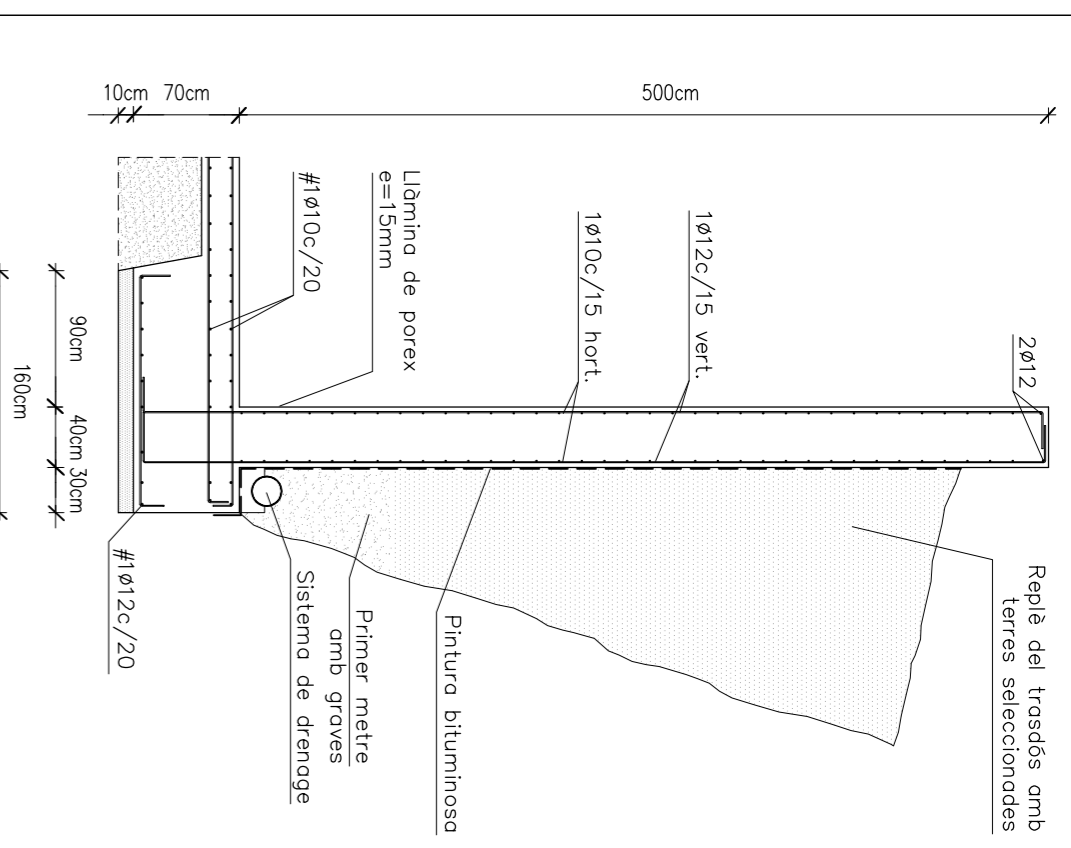 10cm
70cm
500cm
Llàmina de porex
e=15mm
#1ø10c/20
1ø10c/15 hort.
1ø12c/15 vert.
2ø12
90cm
40cm
30cm
160cm
#1ø12c/20
Sistema de drenage
Primer metre
amb graves
Pintura bituminosa
Replè del trasdós amb
terres seleccionades